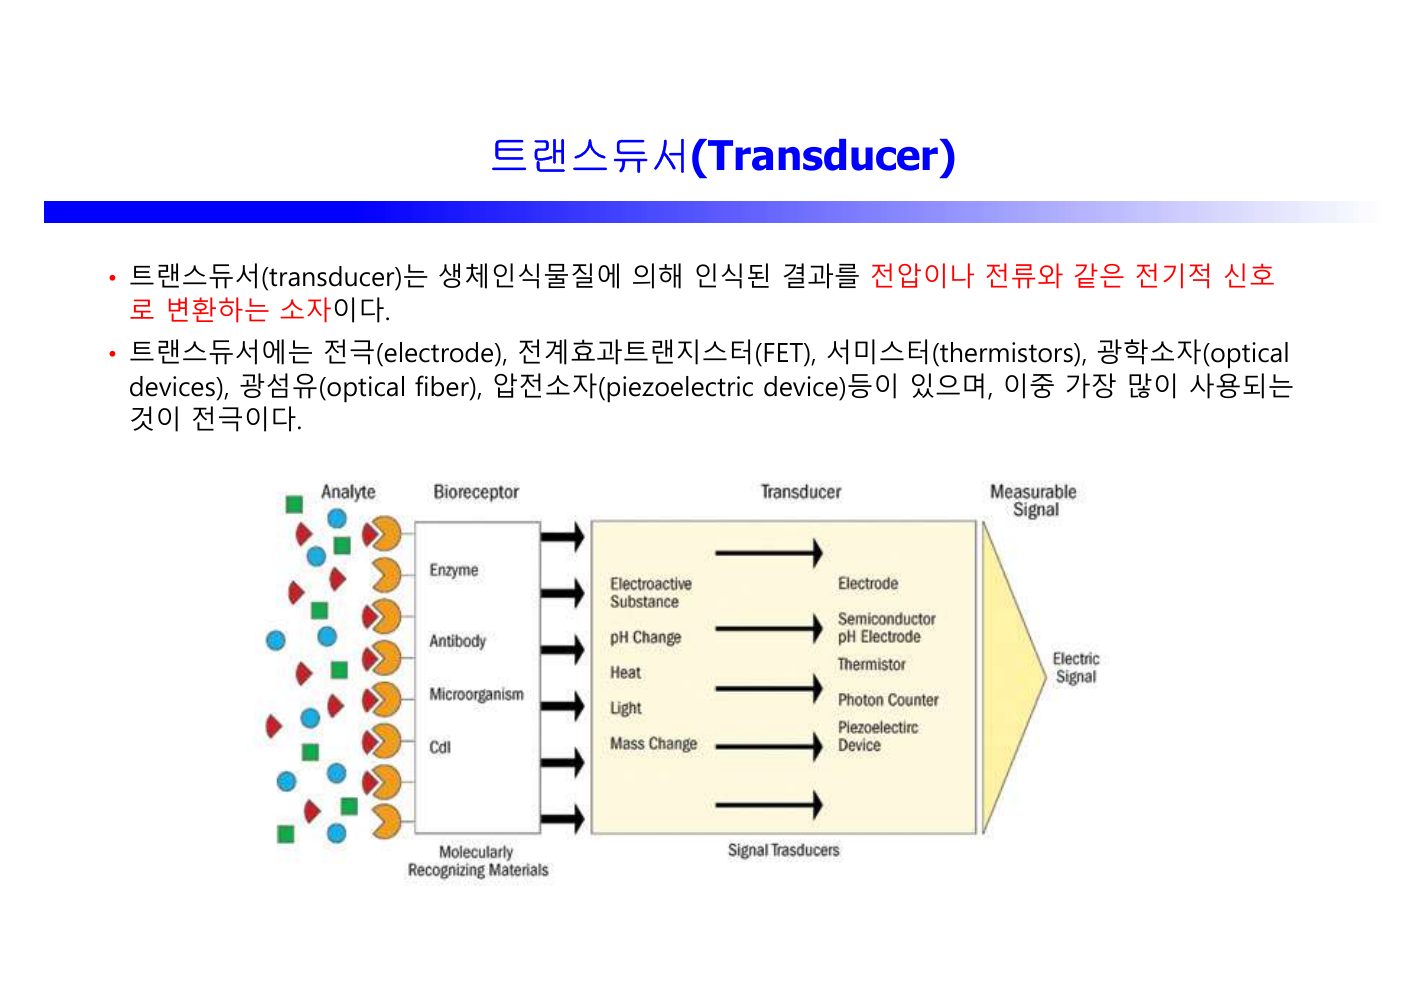 트랜스듀서(Transducer)
• 트랜스듀서(transducer)는 생체인식물질에 의해 인식된 결과를 전압이나 전류와 같은 전기적 신호
로 변환하는 소자이다.
• 트랜스듀서에는 전극(electrode), 전계효과트랜지스터(FET), 서미스터(thermistors), 광학소자(optical
devices), 광섬유(optical fiber), 압전소자(piezoelectric device)등이 있으며, 이중 가장 많이 사용되는
것이 전극이다.
Analyte
Bioreceptor
Transducer
Measurable
Signal
Enzyme
Antibody
Microorganism
Cdl
Molecularly
Recognizing Materials
Electroactive
Substance
pH Change
Heat
Light
Mass Change
Electrode
Semiconductor
pH Electrode
Thermistor
Photon Counter
Piezoelectirc
Device
Signal Trasducers
Electric
Signal